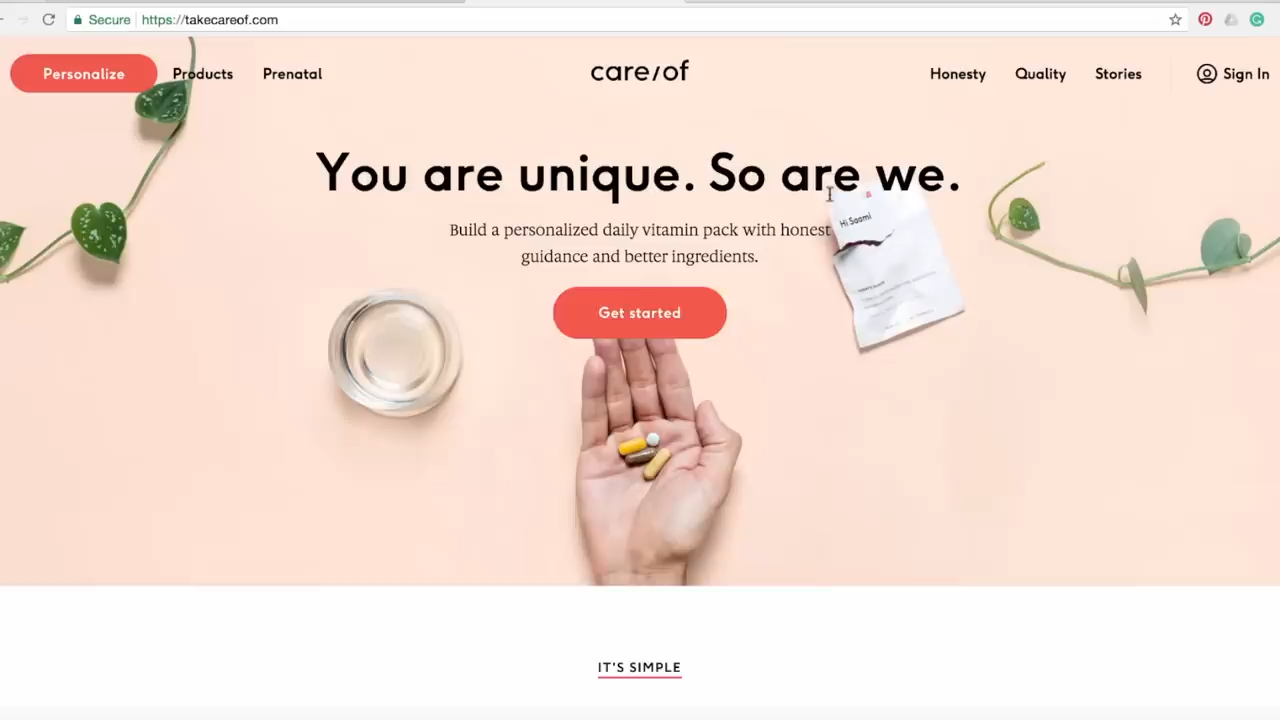 Secure https://takecareof.com
Personalize Products Prenatal care/of Honesty Quality Stories Sign In
You are unique. So are we.
Build a personalized daily vitamin pack with honest
guidance and better ingredients.
Hi Saami
Get started
IT'S SIMPLE